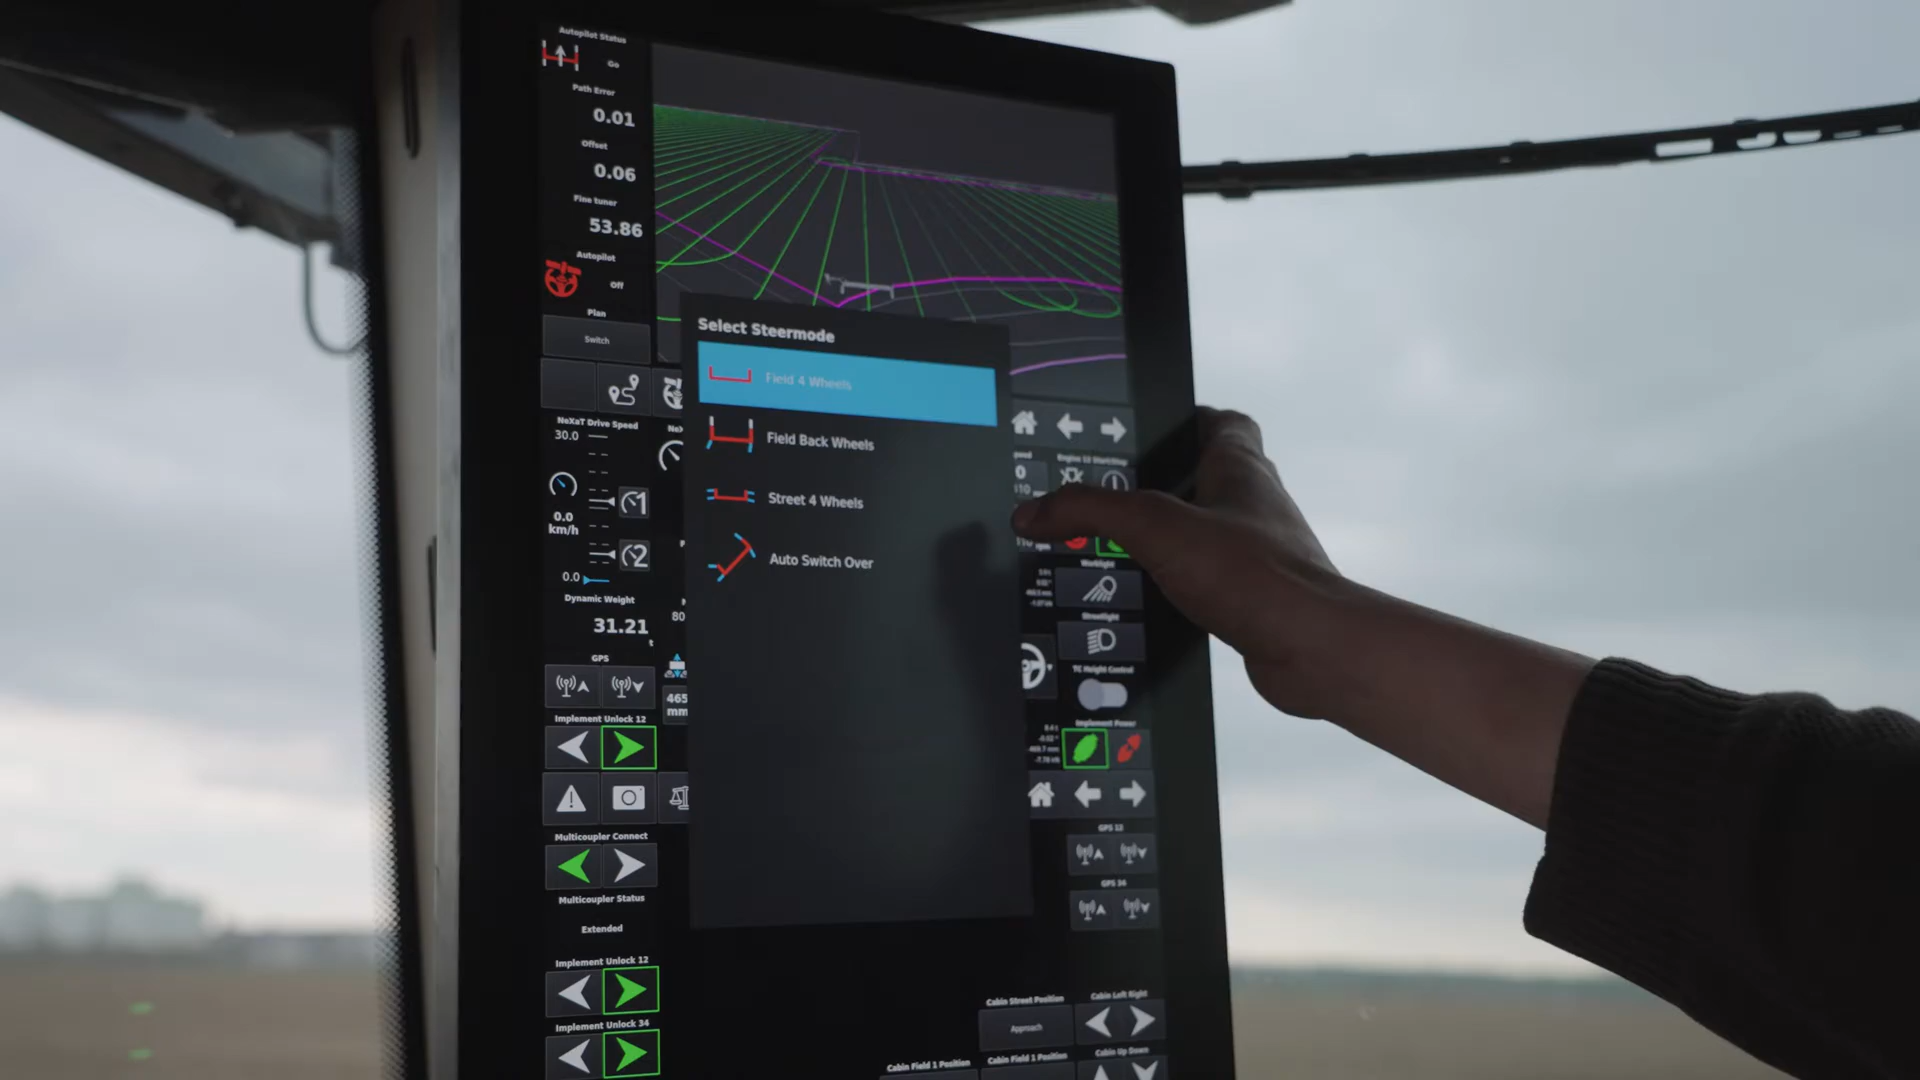 Autopilot Status
Go
Path Error
0.01
Offset
0.06
Fine tuner
53.86
Autopilot
Off
Plan
Switch
NeXaT Drive Speed
30.0
1
0.0
km/h
2
0.0
Dynamic Weight
31.21
t
GPS
Implement Unlock 12
Multicoupler Connect
Multicoupler Status
Extended
Implement Unlock 12
Implement Unlock 34
Select Steermode
Field 4 Wheels
Field Back Wheels
Street 4 Wheels
Auto Switch Over
80
465
mm
Engine 12 Start/Stop
0
rpm
Worklight
Streetlight
TC Height Control
Implement Power
GPS 12
GPS 34
Cabin Street Position
Cabin Left Right
Approach
Cabin Field 1 Position
Cabin Field 1 Position
Cabin Up Down